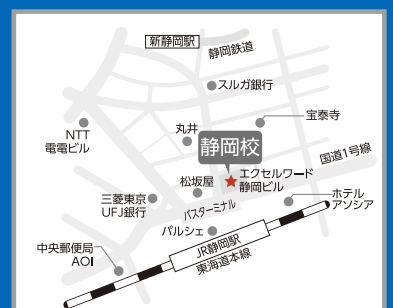 新静岡駅
静岡鉄道
スルガ銀行
宝泰寺
NTT
電電ビル
丸井
静岡校
国道1号線
エクセルワード
静岡ビル
松坂屋
三菱東京
UFJ銀行
バスターミナル
ホテル
アソシア
パルシェ
JR静岡駅
東海道本線
中央郵便局
AOI